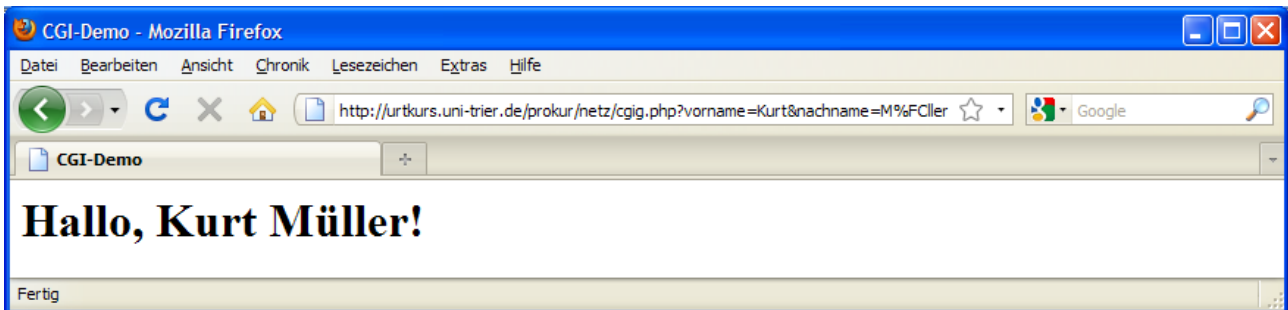 CGI-Demo - Mozilla Firefox
Datei Bearbeiten Ansicht Chronik Lesezeichen Extras Hilfe
http://urtkurs.uni-trier.de/prokur/netz/cgig.php?vorname=Kurt&nachname=M%FCller Google
CGI-Demo
Hallo, Kurt Müller!
Fertig